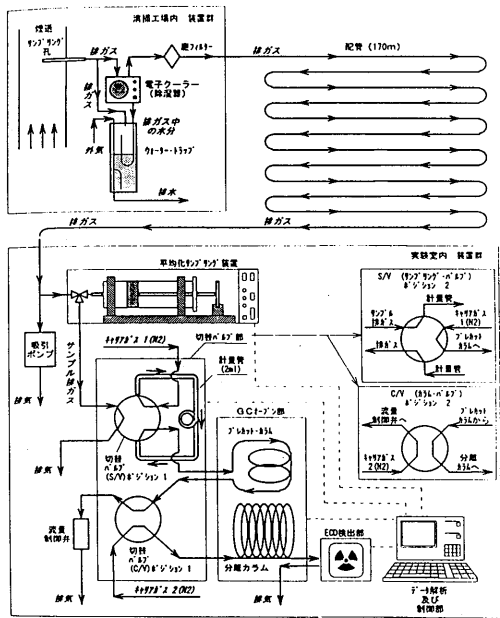 清掃工場内 装置群
煙道
サンプリング
孔
排ガス
塵フィルター
排ガス
配管 (170m)
排ガス
電子クーラー
(除湿器)
排ガス中
の水分
ウォーター・トラップ
外気
排水
排ガス
排ガス
実験室内 装置群
平均化サンプリング装置
S/V (サンプリング・バルブ)
ポジション 2
計量管
サンプル
排ガス
キャリアガス
1(N2)
排ガス
プレカット
カラムへ
計量管
吸引
ポンプ
排気
サンプル排ガス
キャリアガス 1(N2)
切替バルブ部
計量管
(2ml)
C/V (カラム・バルブ)
ポジション 2
流量
制御弁へ
プレカット
カラムから
キャリアガス
2(N2)
分離
カラムへ
GCオーブン部
プレカット・カラム
切替
バルブ
(S/V)ポジション 1
排気
流量
制御弁
切替
バルブ
(C/V)ポジション 1
分離カラム
ECD検出部
データ解析
及び
制御部
排気
キャリアガス 2(N2)
排気